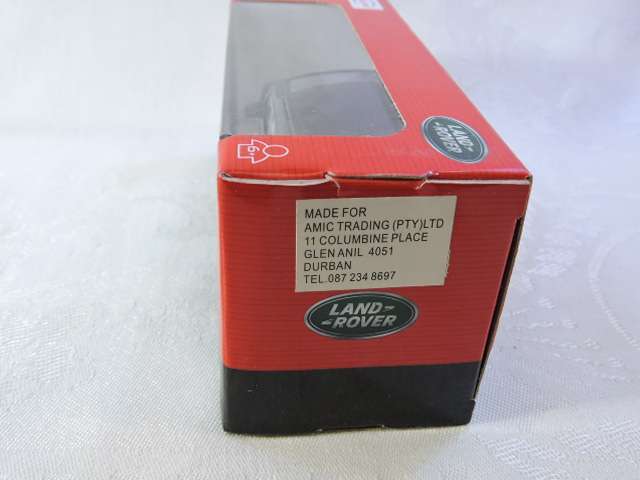 6+
LAND-
-ROVER
MADE FOR
AMIC TRADING (PTY)LTD
11 COLUMBINE PLACE
GLEN ANIL 4051
DURBAN
TEL.087 234 8697
LAND-
-ROVER